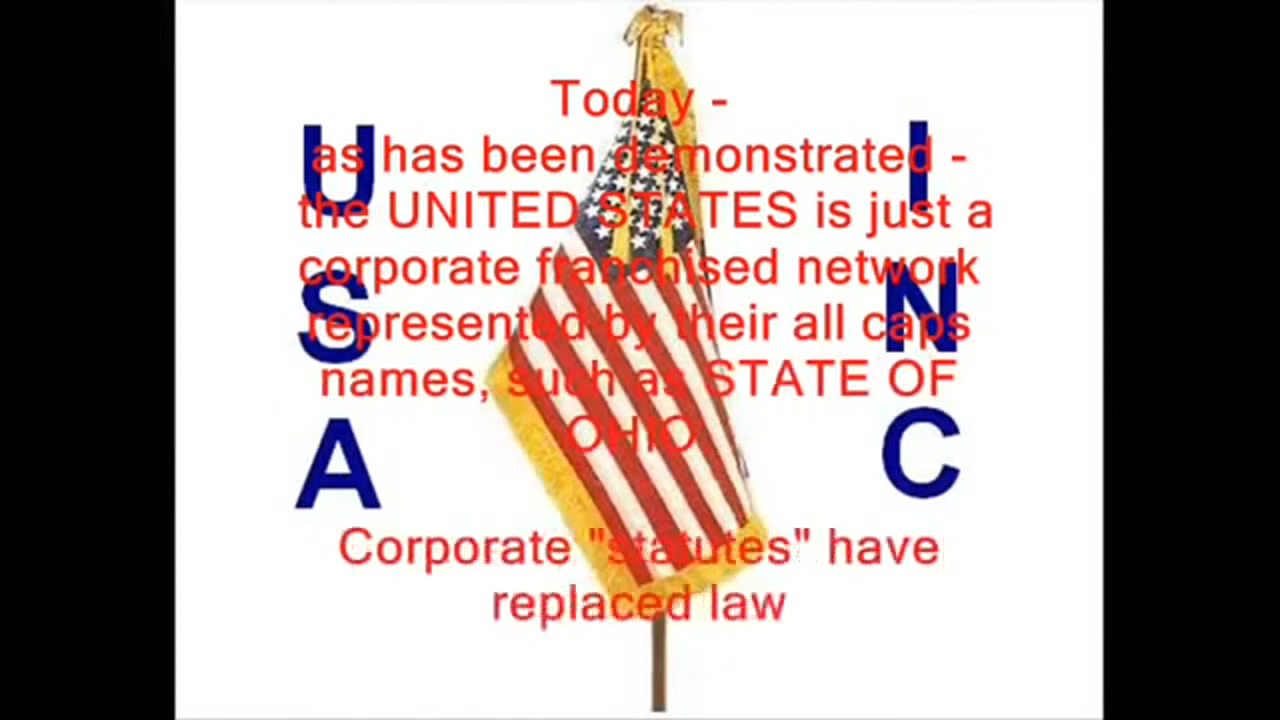 Today -
as has been demonstrated -
the UNITED STATES is just a
corporate franchised network
represented by their all caps
names, such as STATE OF
OHIO
Corporate "statutes" have
replaced law
U
S
A
I
N
C